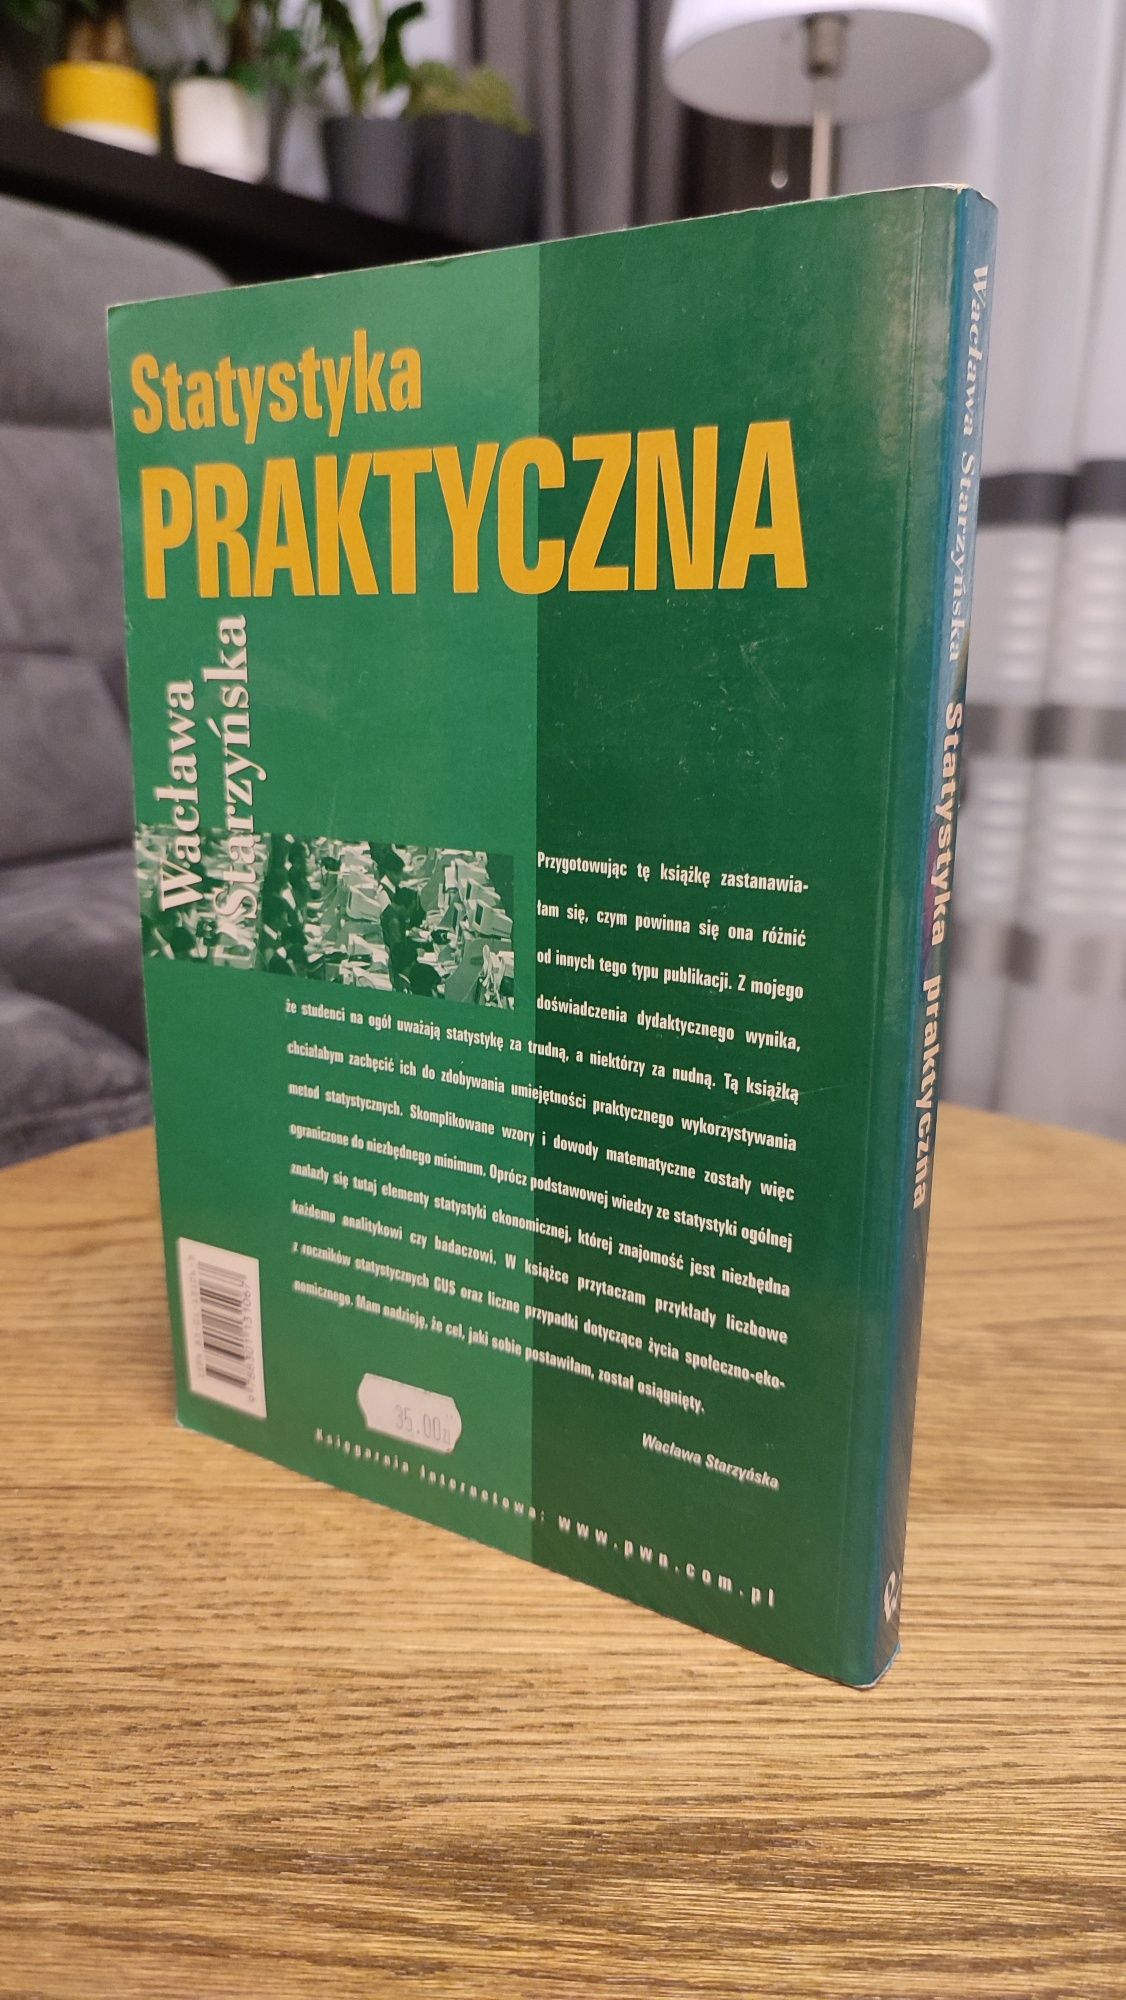 Statystyka
PRAKTYCZNA
Wacława
Starzyńska
Przygotowując tę książkę zastanawia-
łam się, czym powinna się ona różnić
od innych tego typu publikacji. Z mojego
doświadczenia dydaktycznego wynika,
że studenci na ogół uważają statystykę za trudną, a niektórzy za nudną. Tą książką
chciałabym zachęcić ich do zdobywania umiejętności praktycznego wykorzystywania
metod statystycznych. Skomplikowane wzory i dowody matematyczne zostały więc
ograniczone do niezbędnego minimum. Oprócz podstawowej wiedzy ze statystyki ogólnej
znalazły się tutaj elementy statystyki ekonomicznej, której znajomość jest niezbędna
każdemu analitykowi czy badaczowi. W książce przytaczam przykłady liczbowe
z roczników statystycznych GUS oraz liczne przypadki dotyczące życia społeczno-eko-
nomicznego. Mam nadzieję, że cel, jaki sobie postawiłam, został osiągnięty.
Wacława Starzyńska
35.00zł
Księgarnia internetowa: www.pwn.com.pl
Wacława Starzyńska Statystyka praktyczna